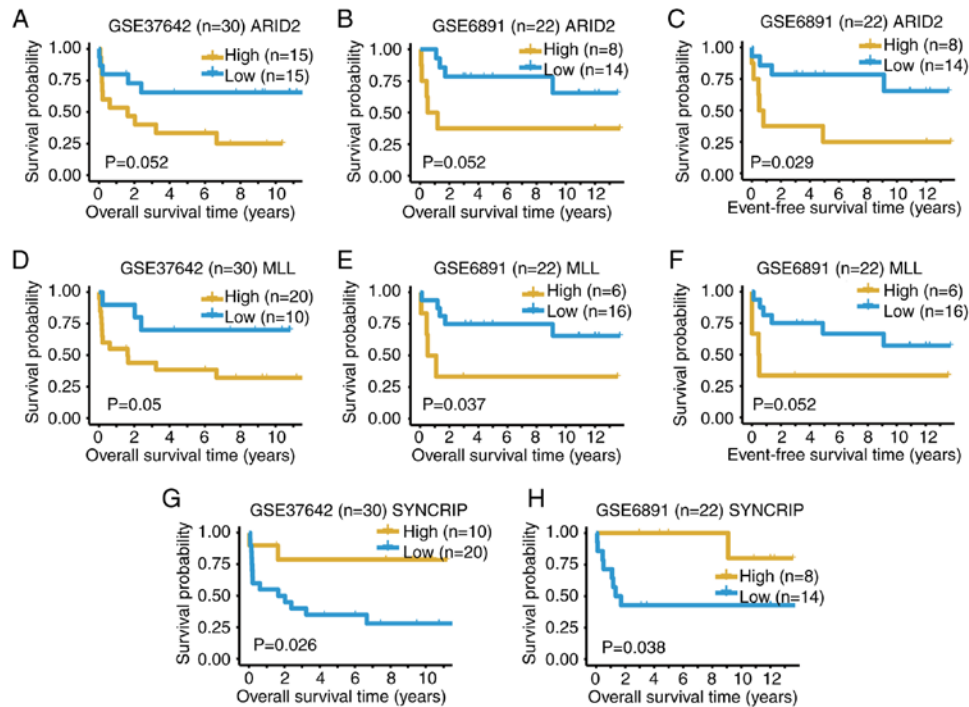 A
GSE37642 (n=30) ARID2
High (n=15)
Low (n=15)
Survival probability
1.00
0.75
0.50
0.25
0.00
P=0.052
0 2 4 6 8 10
Overall survival time (years)
B
GSE6891 (n=22) ARID2
High (n=8)
Low (n=14)
Survival probability
1.00
0.75
0.50
0.25
0.00
P=0.052
0 2 4 6 8 10 12
Overall survival time (years)
C
GSE6891 (n=22) ARID2
High (n=8)
Low (n=14)
Survival probability
1.00
0.75
0.50
0.25
0.00
P=0.029
0 2 4 6 8 10 12
Event-free survival time (years)
D
GSE37642 (n=30) MLL
High (n=20)
Low (n=10)
Survival probability
1.00
0.75
0.50
0.25
0.00
P=0.05
0 2 4 6 8 10
Overall survival time (years)
E
GSE6891 (n=22) MLL
High (n=6)
Low (n=16)
Survival probability
1.00
0.75
0.50
0.25
0.00
P=0.037
0 2 4 6 8 10 12
Overall survival time (years)
F
GSE6891 (n=22) MLL
High (n=6)
Low (n=16)
Survival probability
1.00
0.75
0.50
0.25
0.00
P=0.052
0 2 4 6 8 10 12
Event-free survival time (years)
G
GSE37642 (n=30) SYNCRIP
High (n=10)
Low (n=20)
Survival probability
1.00
0.75
0.50
0.25
0.00
P=0.026
0 2 4 6 8 10
Overall survival time (years)
H
GSE6891 (n=22) SYNCRIP
High (n=8)
Low (n=14)
Survival probability
1.00
0.75
0.50
0.25
0.00
P=0.038
0 2 4 6 8 10 12
Overall survival time (years)